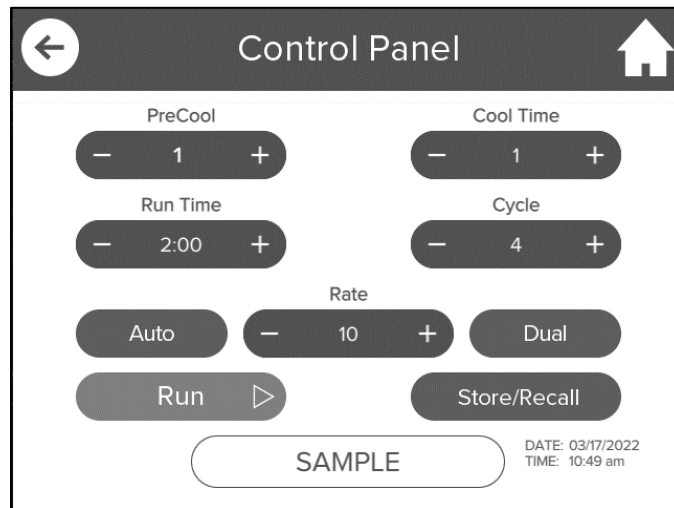 Control Panel
PreCool
Cool Time
− 1 +
− 1 +
Run Time
Cycle
− 2:00 +
− 4 +
Rate
Auto
− 10 +
Dual
Run
Store/Recall
SAMPLE
DATE: 03/17/2022
TIME: 10:49 am